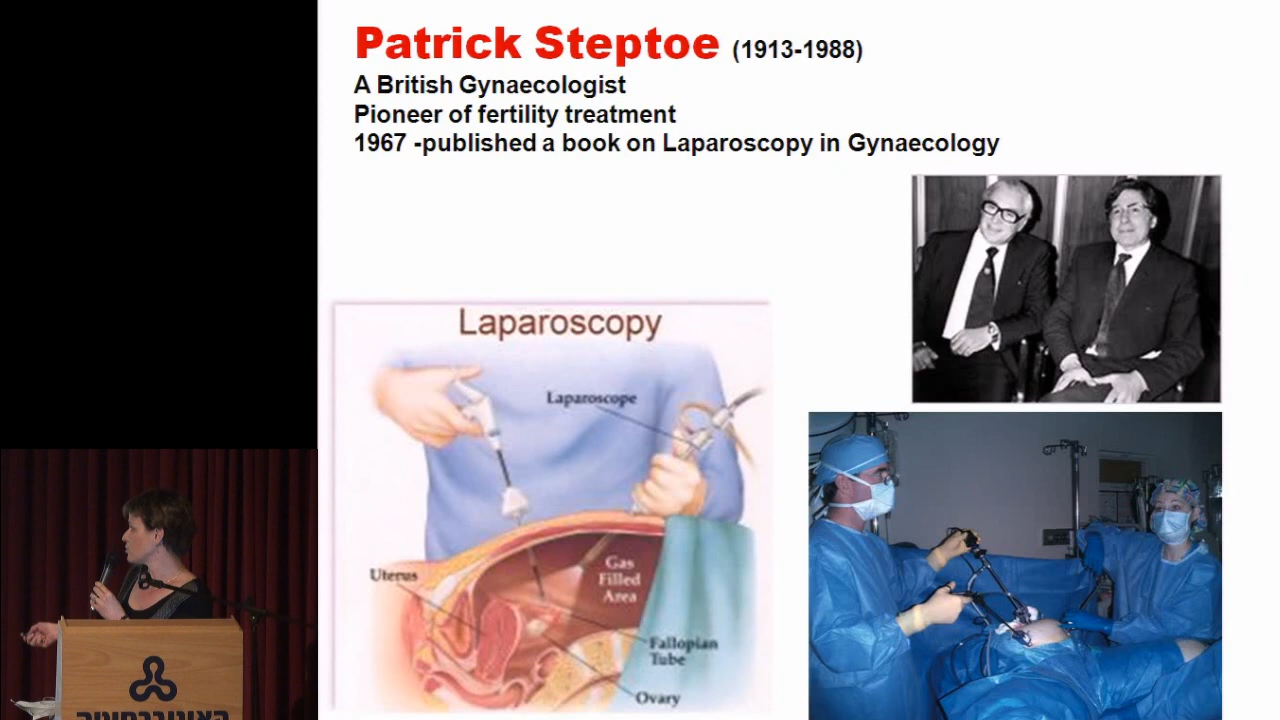 Patrick Steptoe (1913-1988)
A British Gynaecologist
Pioneer of fertility treatment
1967 -published a book on Laparoscopy in Gynaecology
Laparoscopy
Laparoscope
Uterus
Gas
Filled
Area
Fallopian
Tube
Ovary
האוניברסיטה